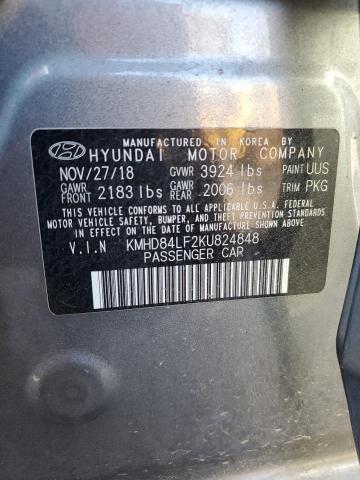 MANUFACTURED IN KOREA BY
HYUNDAI MOTOR COMPANY
NOV/27/18 GVWR 3924 lbs PAINT UUS
GAWR FRONT 2183 lbs GAWR REAR 2006 lbs TRIM PKG
THIS VEHICLE CONFORMS TO ALL APPLICABLE U.S.A. FEDERAL
MOTOR VEHICLE SAFETY, BUMPER, AND THEFT PREVENTION STANDARDS
IN EFFECT ON THE DATE OF MANUFACTURE SHOWN ABOVE.
V.I.N KMHD84LF2KU824848
PASSENGER CAR